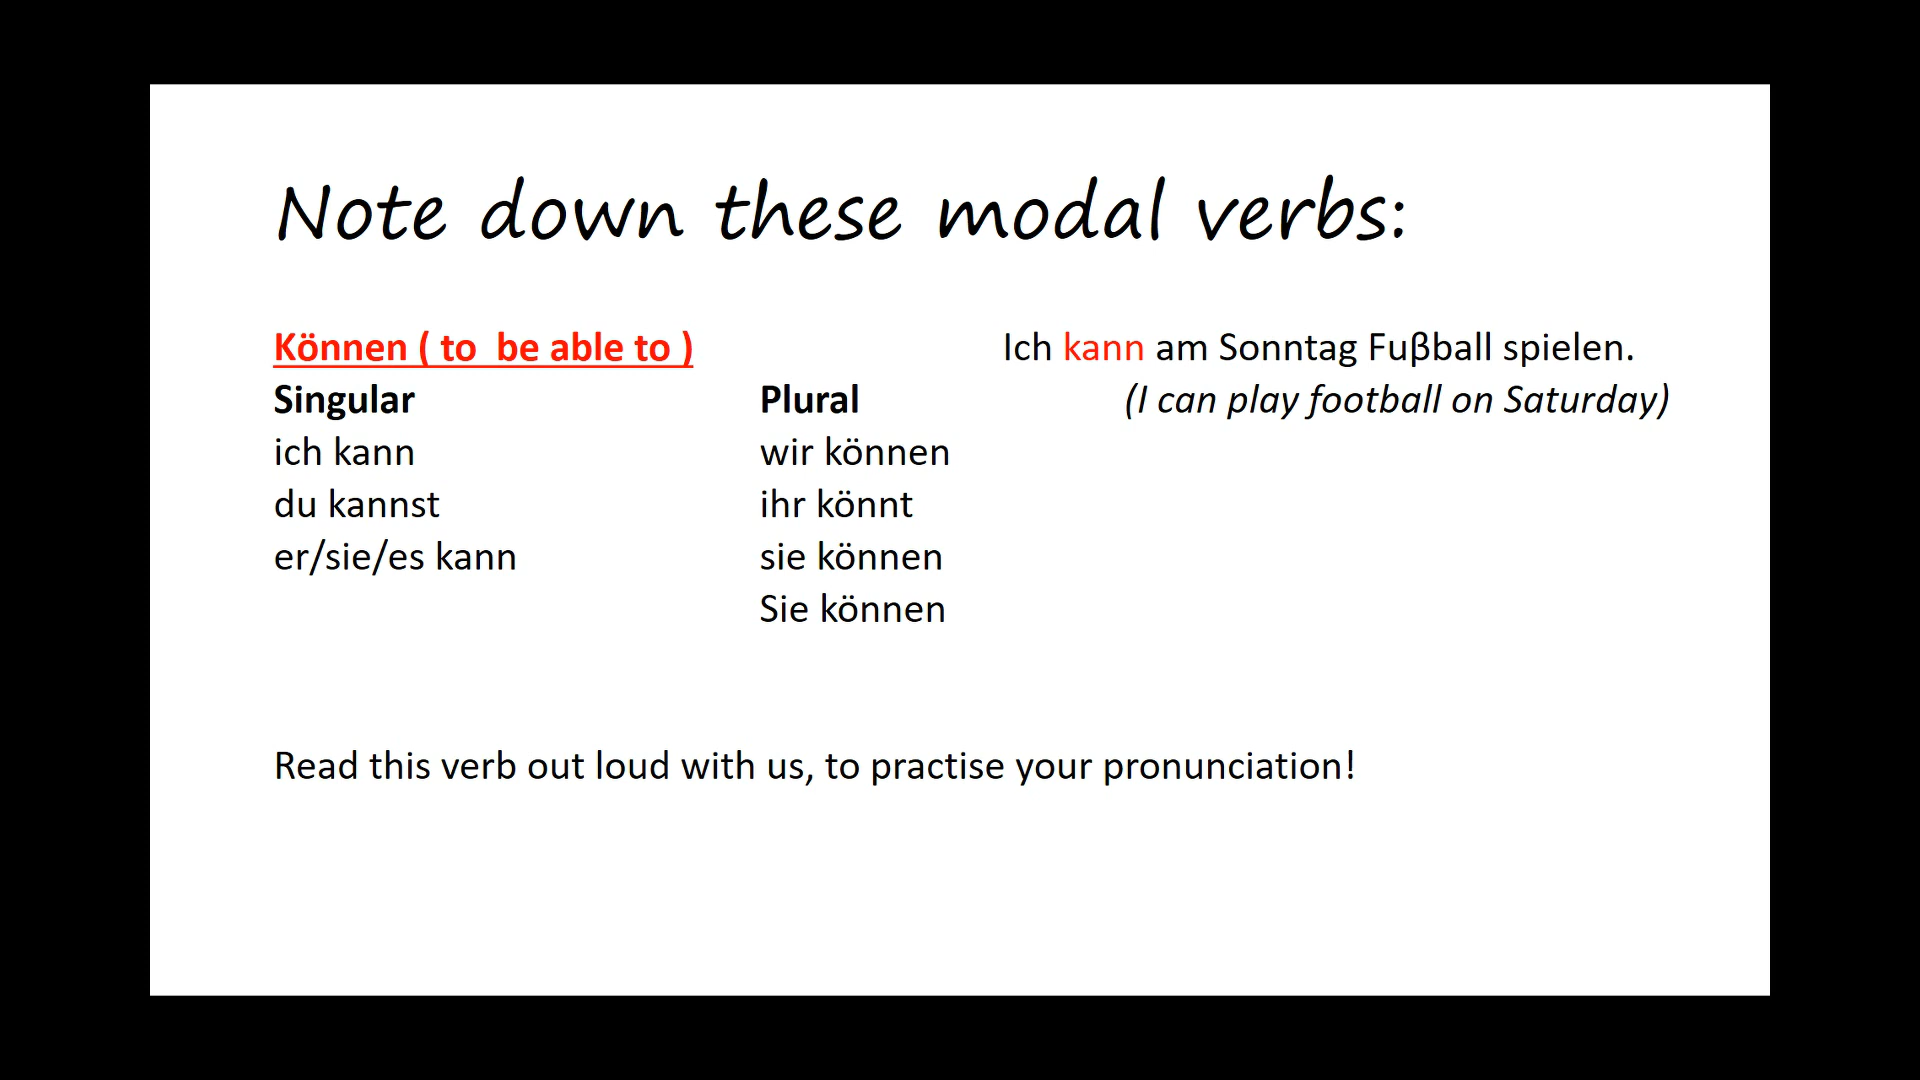 Note down these modal verbs:
Können ( to  be able to )
Singular
ich kann
du kannst
er/sie/es kann
Plural
wir können
ihr könnt
sie können
Sie können
Ich kann am Sonntag Fuβball spielen.
(I can play football on Saturday)
Read this verb out loud with us, to practise your pronunciation!